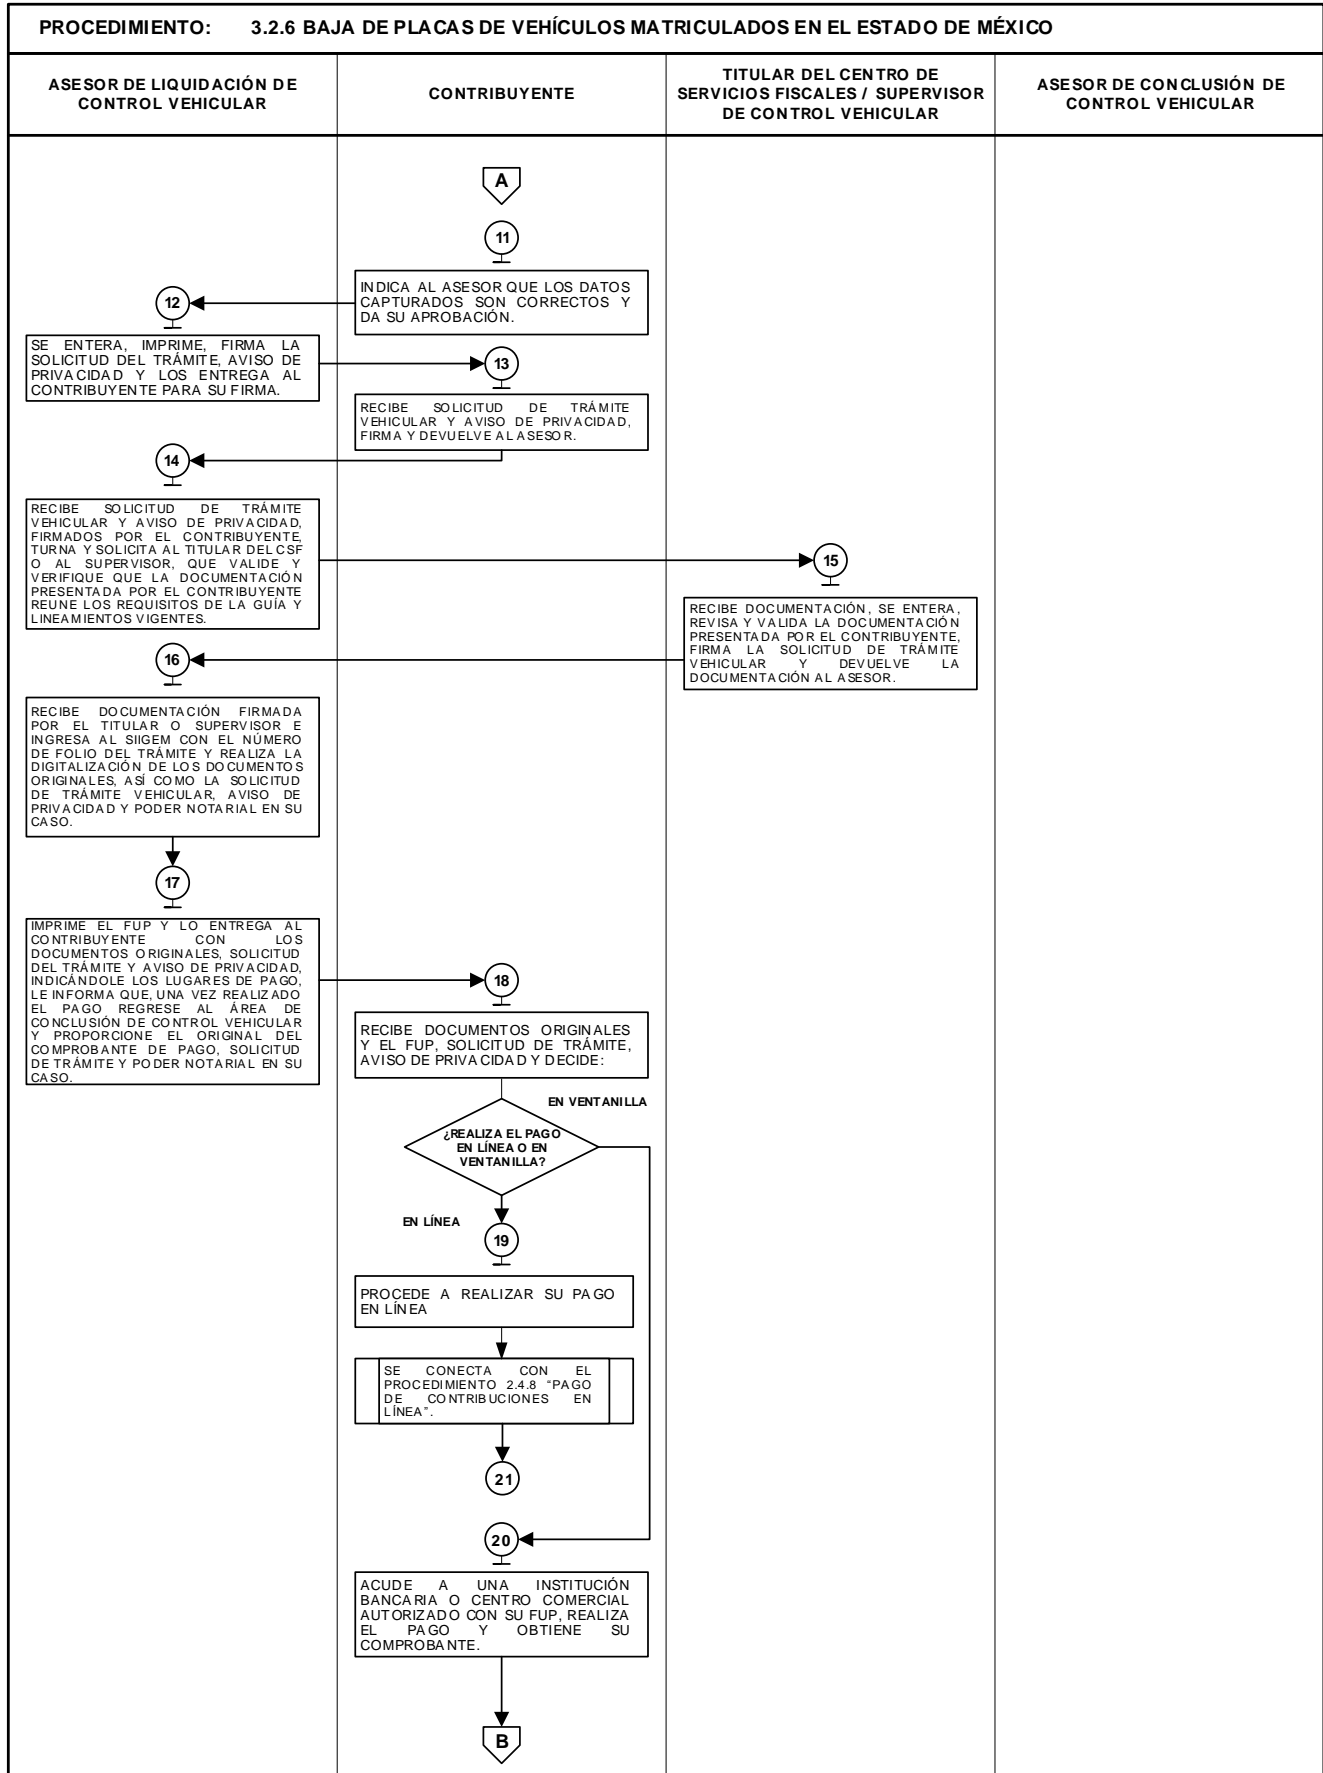 PROCEDIMIENTO: 3.2.6 BAJA DE PLACAS DE VEHÍCULOS MATRICULADOS EN EL ESTADO DE MÉXICO
ASESOR DE LIQUIDACIÓN DE
CONTROL VEHICULAR
CONTRIBUYENTE
TITULAR DEL CENTRO DE
SERVICIOS FISCALES / SUPERVISOR
DE CONTROL VEHICULAR
ASESOR DE CONCLUSIÓN DE
CONTROL VEHICULAR
A
11
INDICA AL ASESOR QUE LOS DATOS
CAPTURADOS SON CORRECTOS Y
DA SU APROBACIÓN.
12
SE ENTERA, IMPRIME, FIRMA LA
SOLICITUD DEL TRÁMITE, AVISO DE
PRIVACIDAD Y LOS ENTREGA AL
CONTRIBUYENTE PARA SU FIRMA.
13
RECIBE SOLICITUD DE TRÁMITE
VEHICULAR Y AVISO DE PRIVACIDAD,
FIRMA Y DEVUELVE AL ASESOR.
14
RECIBE SOLICITUD DE TRÁMITE
VEHICULAR Y AVISO DE PRIVACIDAD,
FIRMADOS POR EL CONTRIBUYENTE,
TURNA Y SOLICITA AL TITULAR DEL CSF
O AL SUPERVISOR, QUE VALIDE Y
VERIFIQUE QUE LA DOCUMENTACIÓN
PRESENTADA POR EL CONTRIBUYENTE
REUNE LOS REQUISITOS DE LA GUÍA Y
LINEAMIENTOS VIGENTES.
15
RECIBE DOCUMENTACIÓN, SE ENTERA,
REVISA Y VALIDA LA DOCUMENTACIÓN
PRESENTADA POR EL CONTRIBUYENTE,
FIRMA LA SOLICITUD DE TRÁMITE
VEHICULAR Y DEVUELVE LA
DOCUMENTACIÓN AL ASESOR.
16
RECIBE DOCUMENTACIÓN FIRMADA
POR EL TITULAR O SUPERVISOR E
INGRESA AL SIIGEM CON EL NÚMERO
DE FOLIO DEL TRÁMITE Y REALIZA LA
DIGITALIZACIÓN DE LOS DOCUMENTOS
ORIGINALES, ASÍ COMO LA SOLICITUD
DE TRÁMITE VEHICULAR, AVISO DE
PRIVACIDAD Y PODER NOTARIAL EN SU
CASO.
17
IMPRIME EL FUP Y LO ENTREGA AL
CONTRIBUYENTE CON LOS
DOCUMENTOS ORIGINALES, SOLICITUD
DEL TRÁMITE Y AVISO DE PRIVACIDAD,
INDICÁNDOLE LOS LUGARES DE PAGO,
LE INFORMA QUE, UNA VEZ REALIZADO
EL PAGO REGRESE AL ÁREA DE
CONCLUSIÓN DE CONTROL VEHICULAR
Y PROPORCIONE EL ORIGINAL DEL
COMPROBANTE DE PAGO, SOLICITUD
DE TRÁMITE Y PODER NOTARIAL EN SU
CASO.
18
RECIBE DOCUMENTOS ORIGINALES
Y EL FUP, SOLICITUD DE TRÁMITE,
AVISO DE PRIVACIDAD Y DECIDE:
EN VENTANILLA
¿REALIZA EL PAGO
EN LÍNEA O EN
VENTANILLA?
EN LÍNEA
19
PROCEDE A REALIZAR SU PAGO
EN LÍNEA
SE CONECTA CON EL
PROCEDIMIENTO 2.4.8 “PAGO
DE CONTRIBUCIONES EN
LÍNEA”.
21
20
ACUDE A UNA INSTITUCIÓN
BANCARIA O CENTRO COMERCIAL
AUTORIZADO CON SU FUP, REALIZA
EL PAGO Y OBTIENE SU
COMPROBANTE.
B